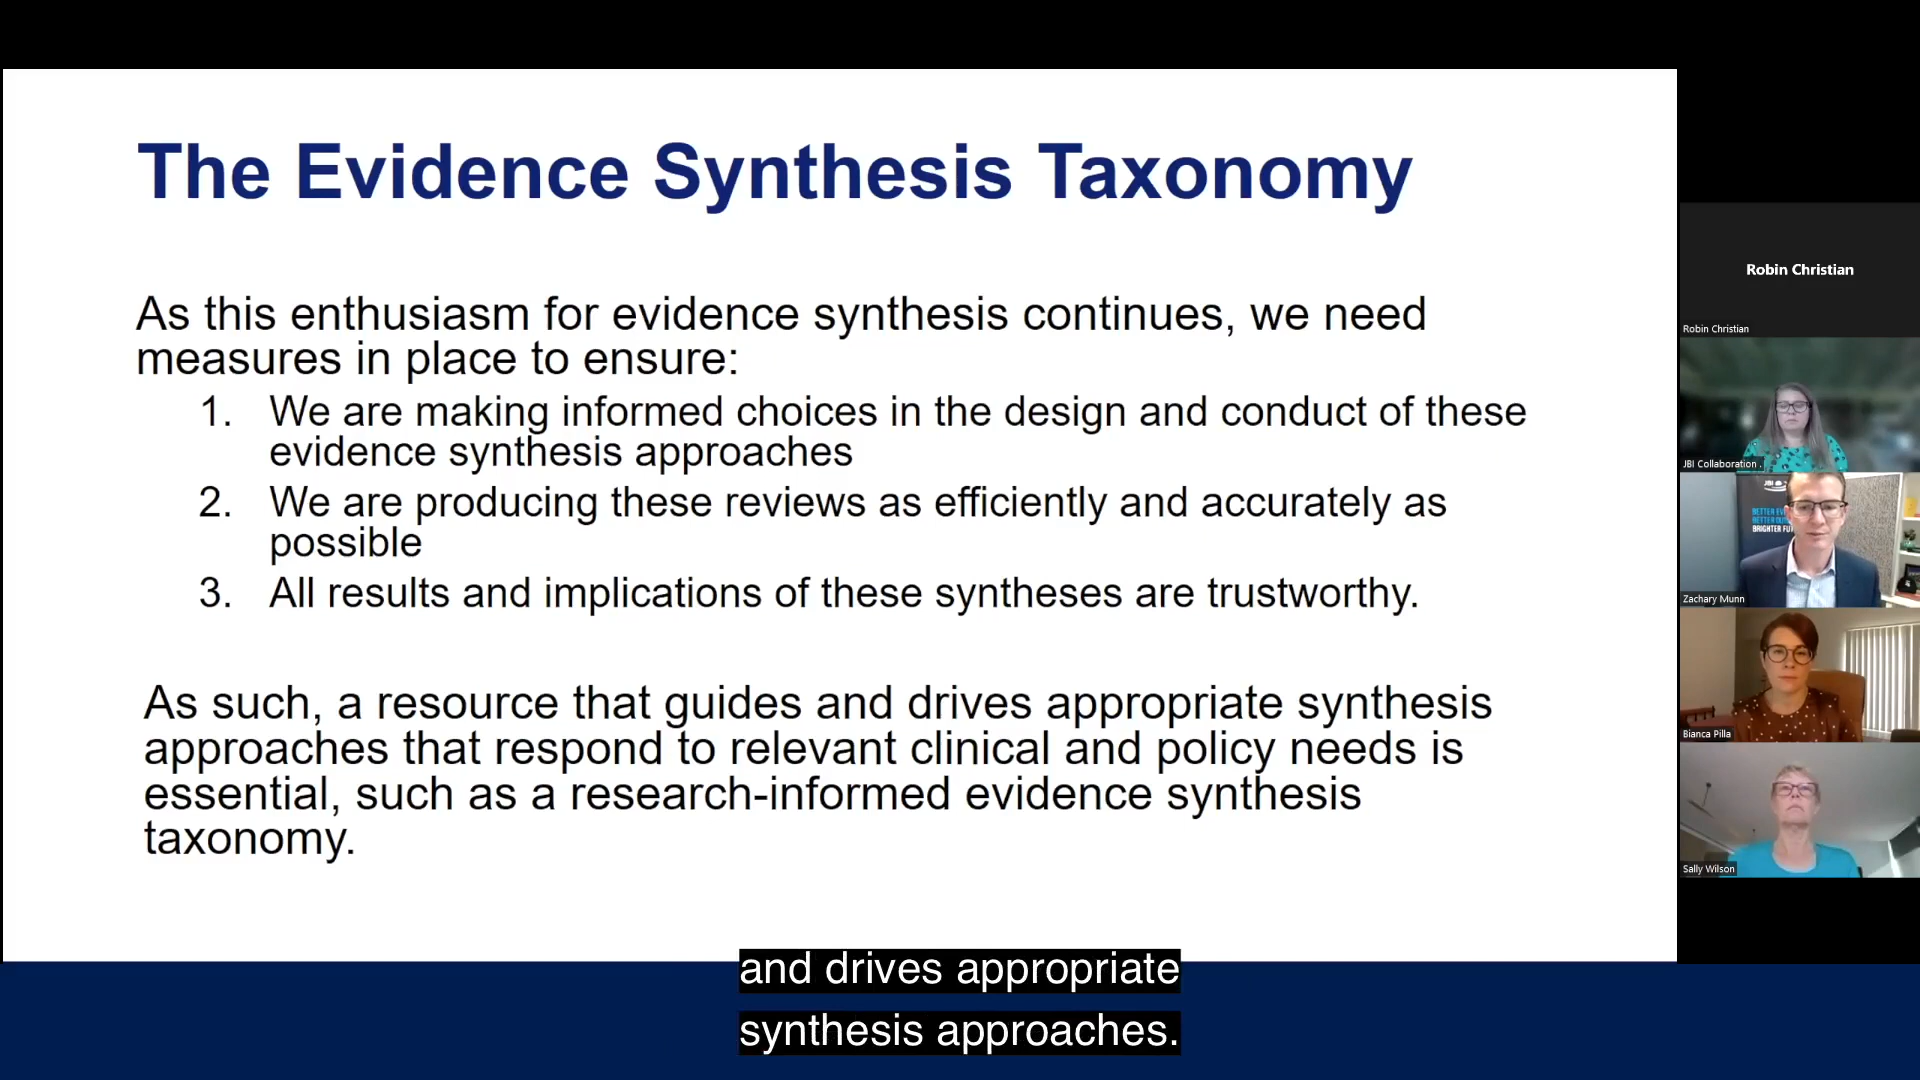 The Evidence Synthesis Taxonomy
As this enthusiasm for evidence synthesis continues, we need
measures in place to ensure:
1. We are making informed choices in the design and conduct of these
evidence synthesis approaches
2. We are producing these reviews as efficiently and accurately as
possible
3. All results and implications of these syntheses are trustworthy.
As such, a resource that guides and drives appropriate synthesis
approaches that respond to relevant clinical and policy needs is
essential, such as a research-informed evidence synthesis
taxonomy.
and drives appropriate
synthesis approaches.
Robin Christian
Robin Christian
JBI Collaboration .
JBI
BETTER
BETTER
BRIGHTER
Zachary Munn
Bianca Pilla
Sally Wilson